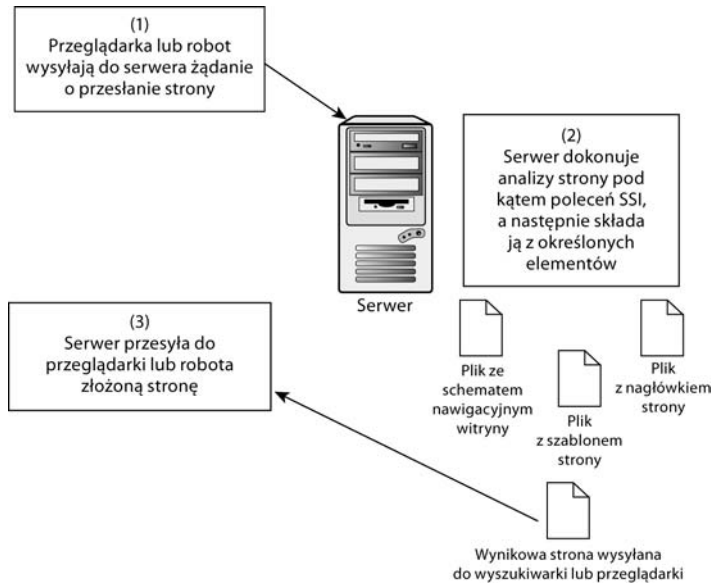 (1)
Przeglądarka lub robot
wysyłają do serwera żądanie
o przesłanie strony
(2)
Serwer dokonuje
analizy strony pod
kątem poleceń SSI,
a następnie składa
ją z określonych
elementów
Serwer
(3)
Serwer przesyła do
przeglądarki lub robota
złożoną stronę
Plik ze
schematem
nawigacyjnym
witryny
Plik
z szablonem
strony
Plik
z nagłówkiem
strony
Wynikowa strona wysyłana
do wyszukiwarki lub przeglądarki